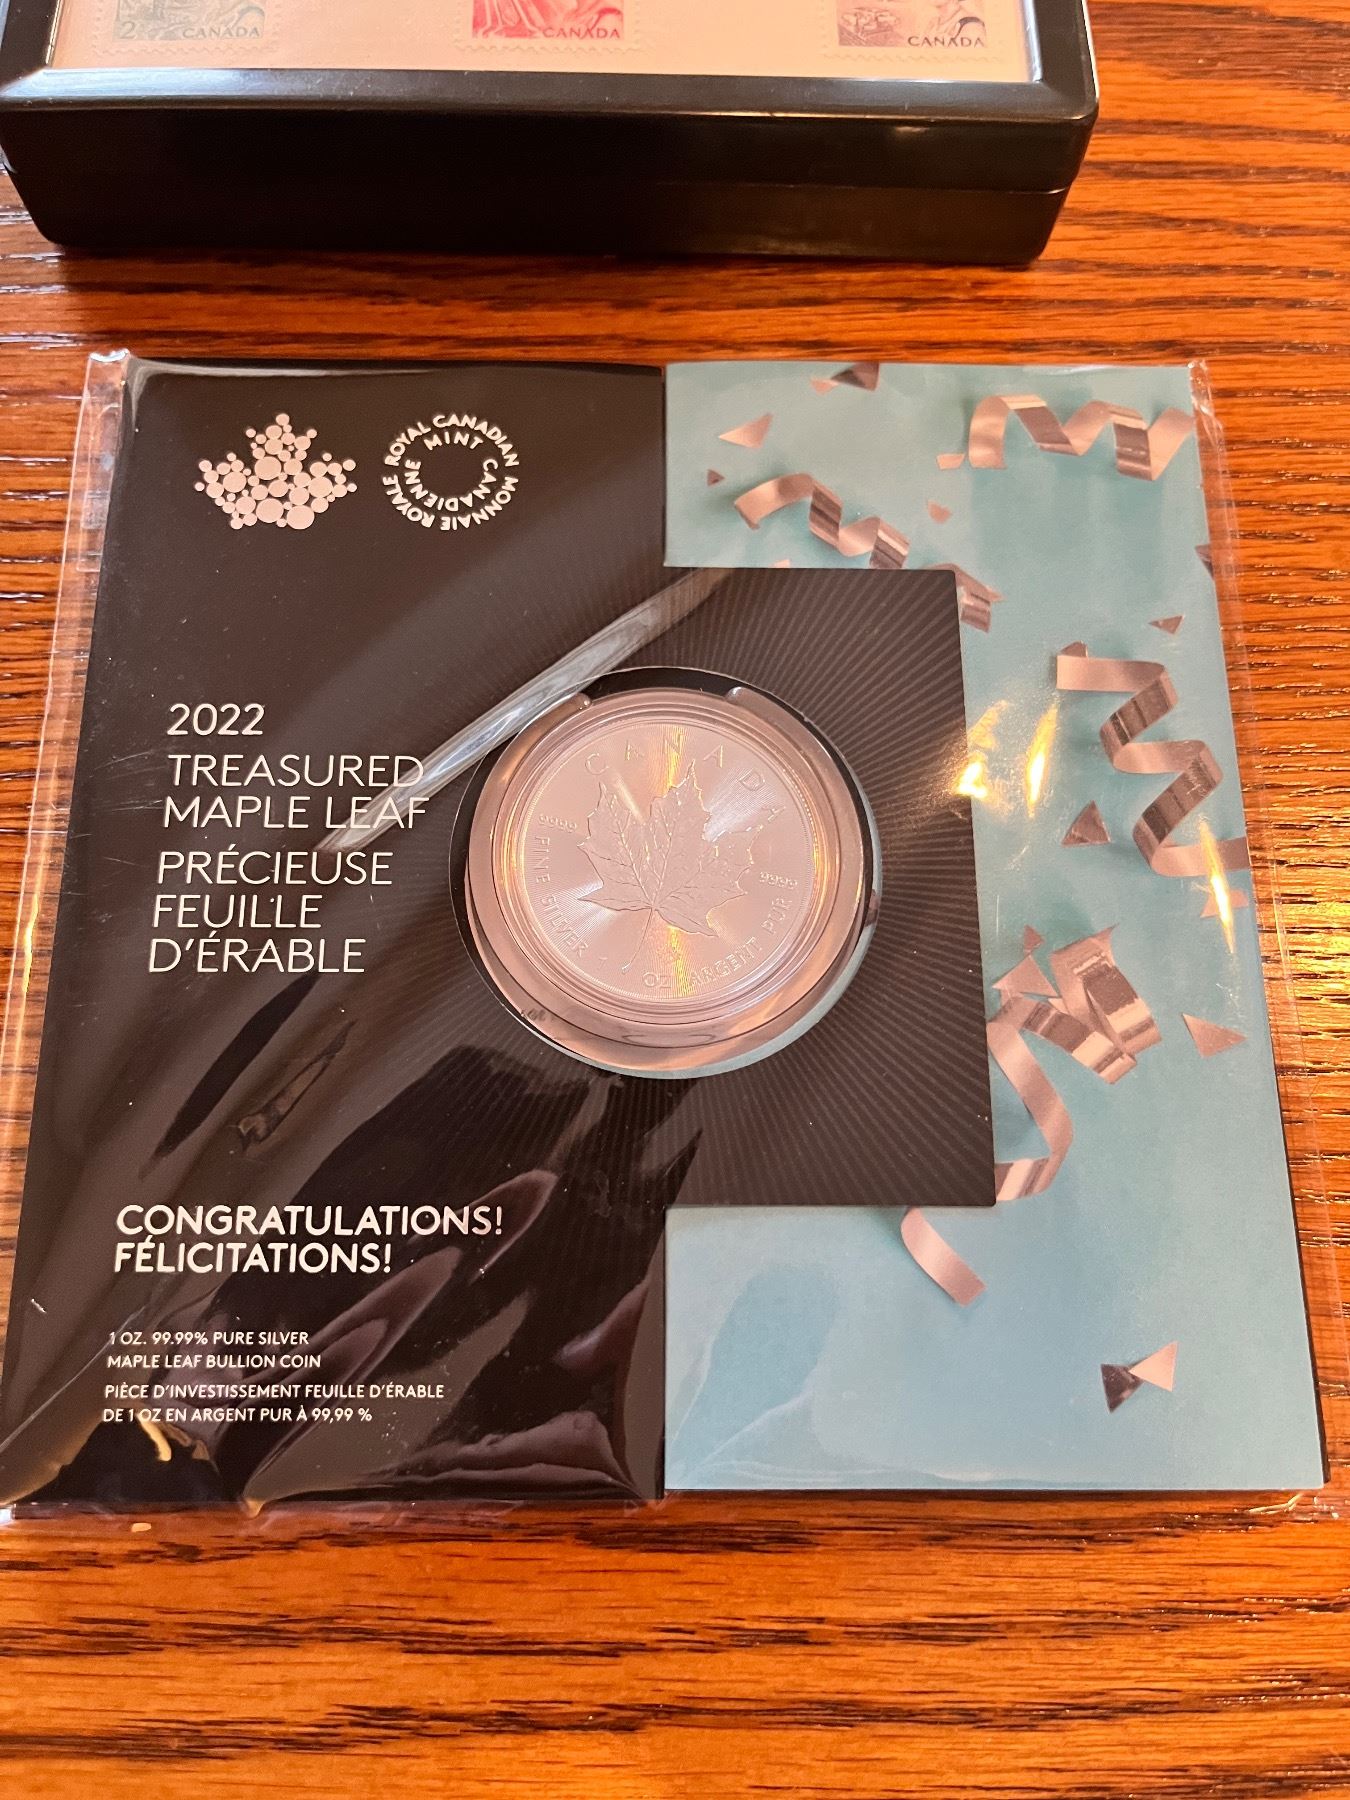 2 CANADA
CANADA
CANADA
ROYAL CANADIAN MINT
MONNAIE ROYALE CANADIENNE
2022
TREASURED
MAPLE LEAF
PRÉCIEUSE
FEUILLE
D'ÉRABLE
CANADA
9999
9999
FINE SILVER
OZ ARGENT PUR
CONGRATULATIONS!
FÉLICITATIONS!
1 OZ. 99.99% PURE SILVER
MAPLE LEAF BULLION COIN
PIÈCE D'INVESTISSEMENT FEUILLE D'ÉRABLE
DE 1 OZ EN ARGENT PUR À 99,99 %